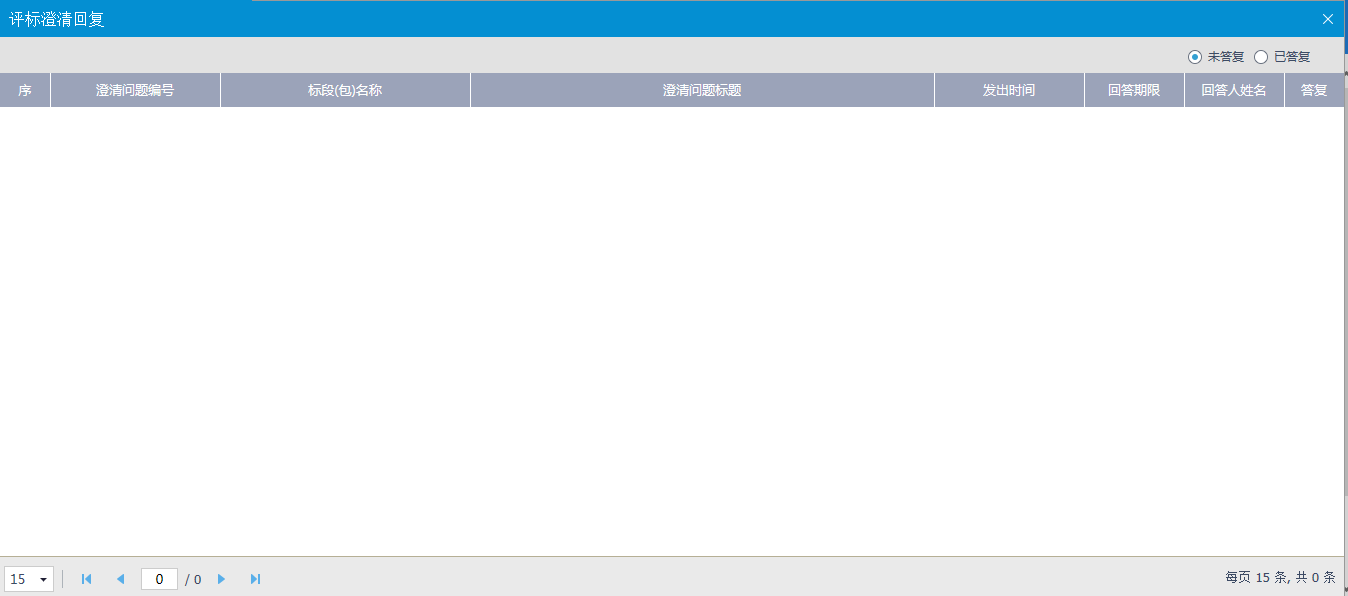 评标澄清回复
未答复 已答复
序 澄清问题编号 标段(包)名称 澄清问题标题 发出时间 回答期限 回答人姓名 答复
15 0 / 0 每页 15 条, 共 0 条